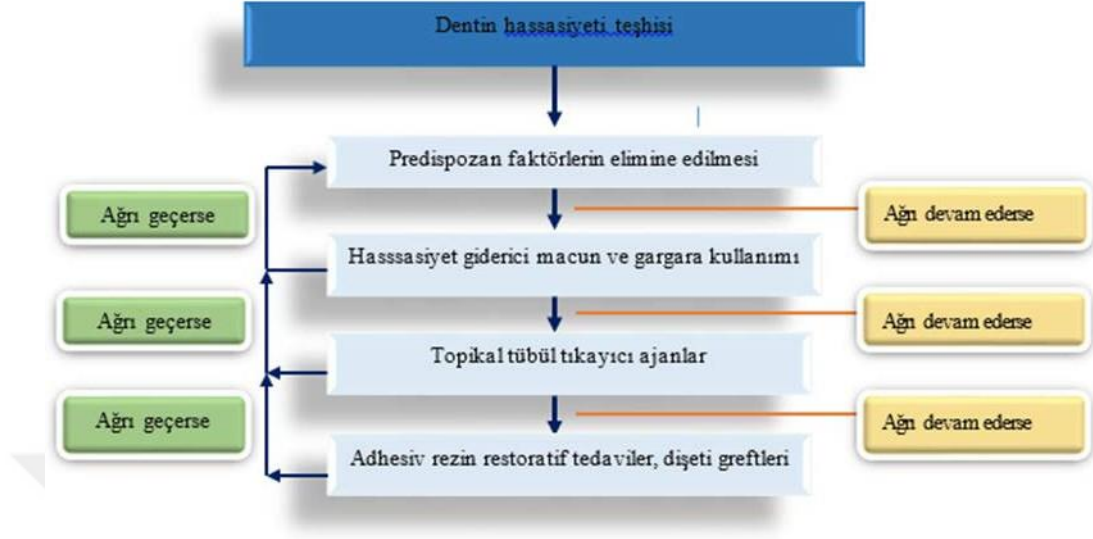 Dentin hassasiyeti teşhisi
Predispozan faktörlerin elimine edilmesi
Ağrı geçerse
Ağrı devam ederse
Hasssasiyet giderici macun ve gargara kullanımı
Ağrı geçerse
Ağrı devam ederse
Topikal tübül tıkayıcı ajanlar
Ağrı geçerse
Ağrı devam ederse
Adhesiv rezin restoratif tedaviler, dişeti greftleri